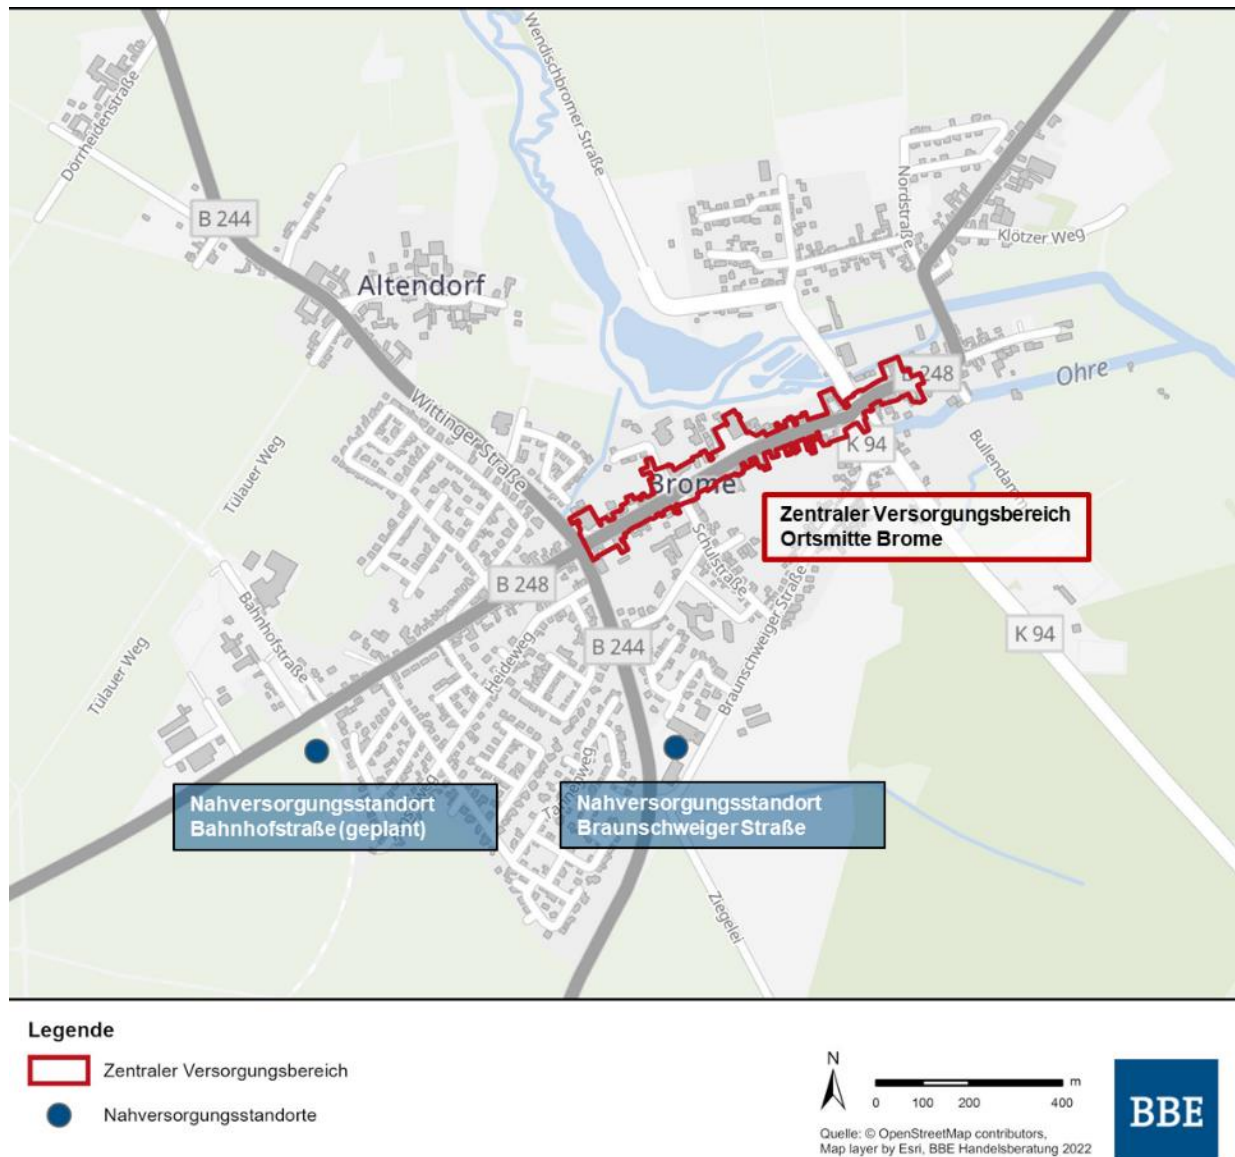 Wendischbromer Straße
Dörrheidenstraße
B 244
Nordstraße
Klötzer Weg
Altendorf
B 248
Ohre
Wittinger Straße
K 94
Tülauer Weg
Brome
Zentraler Versorgungsbereich
Ortsmitte Brome
Schulstraße
B 248
Bahnhofstraße
Braunschweiger Straße
K 94
B 244
Heideweg
Tülauer Weg
Tannenweg
Nahversorgungsstandort
Bahnhofstraße (geplant)
Nahversorgungsstandort
Braunschweiger Straße
Ziegelei
Legende
Zentraler Versorgungsbereich
Nahversorgungsstandorte
N
m
0 100 200 400
Quelle: © OpenStreetMap contributors,
Map layer by Esri, BBE Handelsberatung 2022
BBE